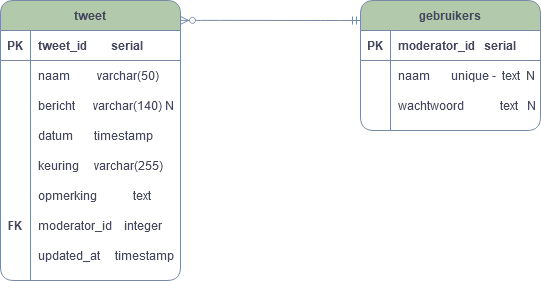 tweet
PK tweet_id serial
naam varchar(50)
bericht varchar(140) N
datum timestamp
keuring varchar(255)
opmerking text
FK moderator_id integer
updated_at timestamp
gebruikers
PK moderator_id serial
naam unique - text N
wachtwoord text N